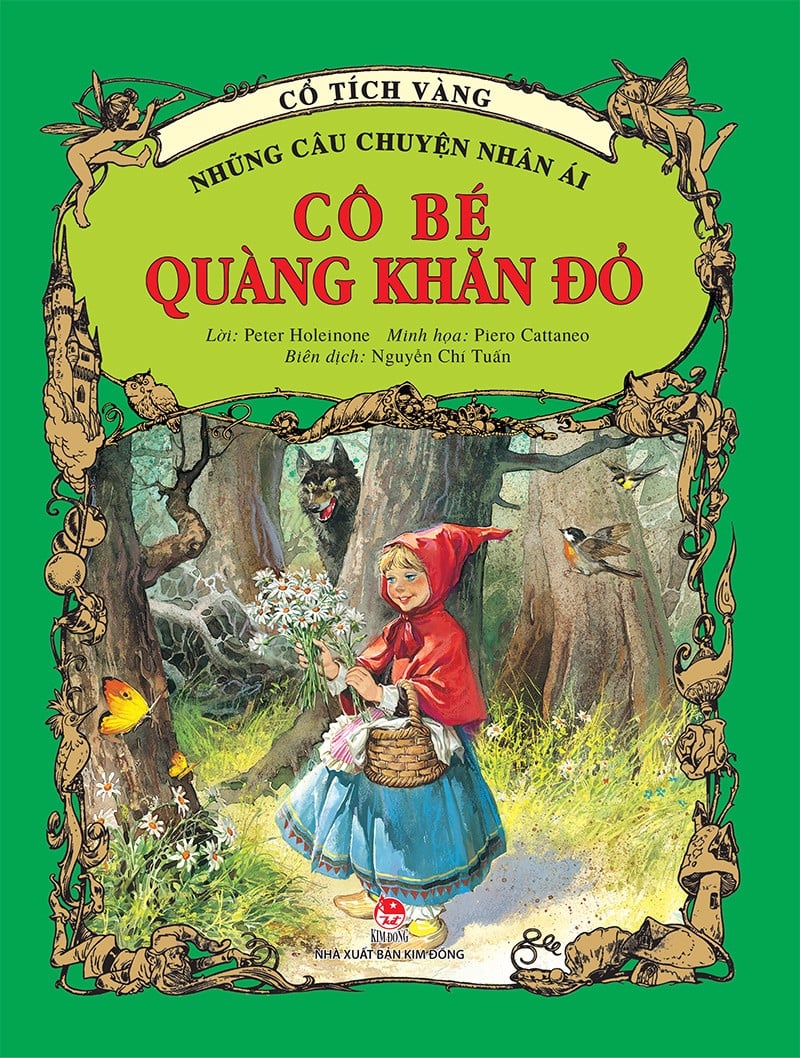 CỔ TÍCH VÀNG
NHỮNG CÂU CHUYỆN NHÂN ÁI
CÔ BÉ
QUÀNG KHĂN ĐỎ
Lời: Peter Holeinone Minh họa: Piero Cattaneo
Biên dịch: Nguyễn Chí Tuấn
KIM ĐỒNG
NHÀ XUẤT BẢN KIM ĐỒNG